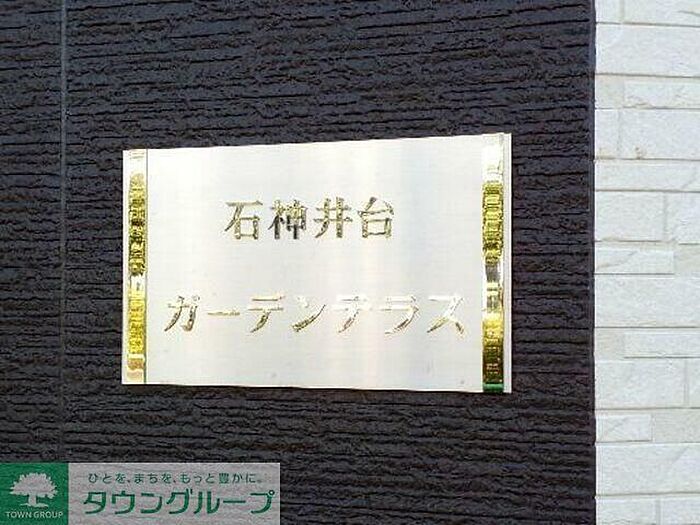 石神井台
ガーデンテラス
ひとを、まちを、もっと豊かに。
タウングループ
TOWN GROUP